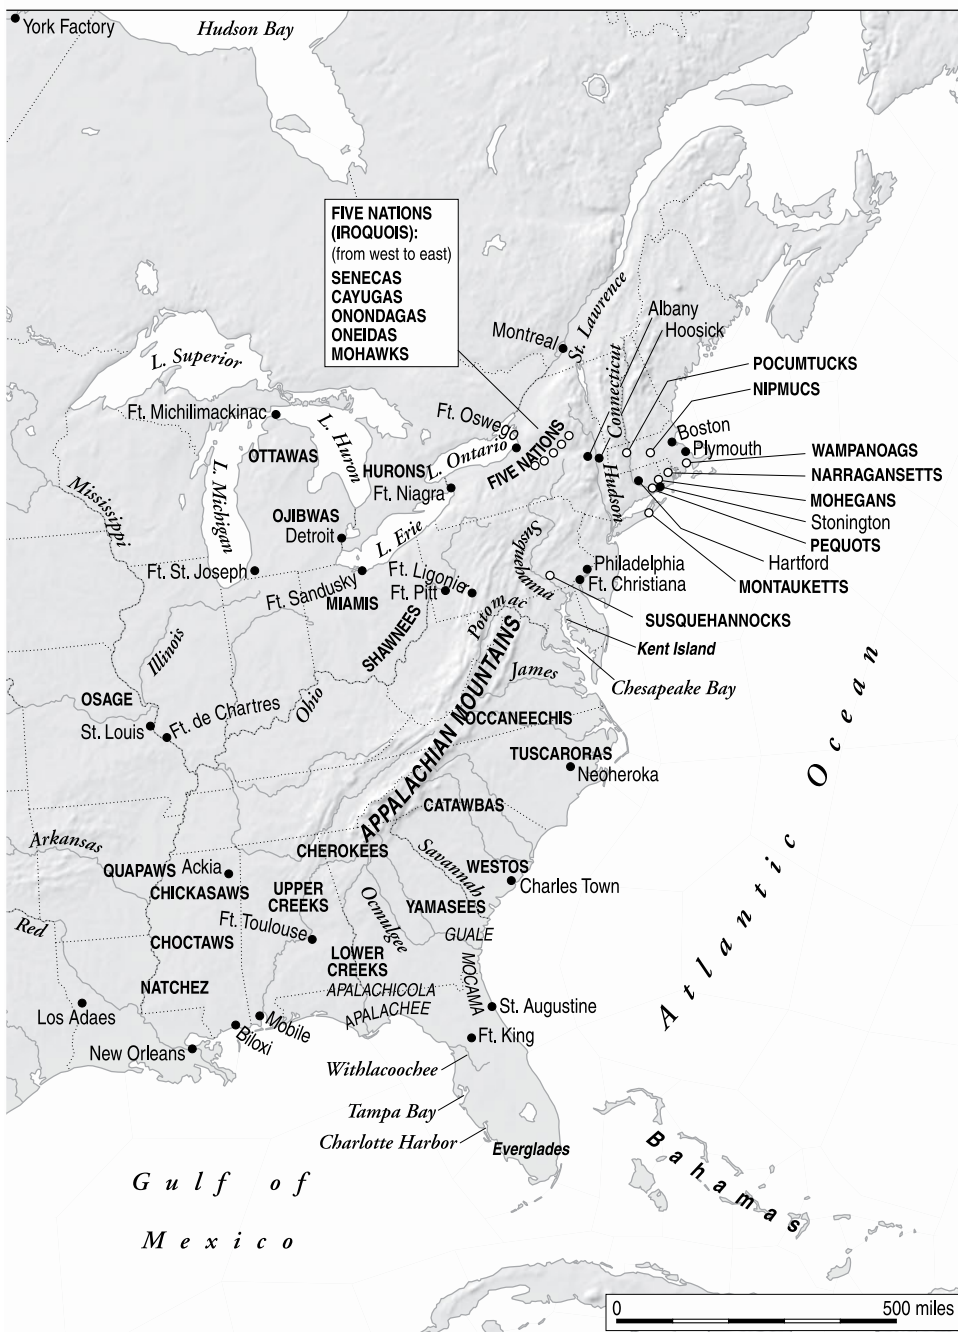 York Factory
Hudson Bay
FIVE NATIONS
(IROQUOIS):
(from west to east)
SENECAS
CAYUGAS
ONONDAGAS
ONEIDAS
MOHAWKS
St. Lawrence
Albany
Hoosick
Montreal
L. Superior
Connecticut
POCUMTUCKS
NIPMUCS
Ft. Michilimackinac
L. Huron
Ft. Oswego
Boston
Plymouth
OTTAWAS
HURONS
L. Ontario
FIVE NATIONS
WAMPANOAGS
L. Michigan
Ft. Niagra
Hudson
NARRAGANSETTS
Mississippi
MOHEGANS
OJIBWAS
Stonington
Detroit
L. Erie
Susquehanna
PEQUOTS
Hartford
Ft. St. Joseph
Ft. Sandusky
Ft. Ligonier
Philadelphia
Ft. Christiana
MONTAUKETTS
MIAMIS
Ft. Pitt
Potomac
SUSQUEHANNOCKS
Illinois
SHAWNEES
Kent Island
James
Chesapeake Bay
OSAGE
Ft. de Chartres
Ohio
APPALACHIAN MOUNTAINS
OCCANEECHIS
St. Louis
TUSCARORAS
Neoheroka
Atlantic Ocean
CATAWBAS
Arkansas
CHEROKEES
Savannah
QUAPAWS
Ackia
WESTOS
CHICKASAWS
UPPER
CREEKS
Charles Town
Ocmulgee
YAMASEES
Red
Ft. Toulouse
GUALE
CHOCTAWS
LOWER
CREEKS
MOCAMA
NATCHEZ
APALACHICOLA
Los Adaes
APALACHEE
St. Augustine
Mobile
Biloxi
Ft. King
New Orleans
Withlacoochee
Tampa Bay
Charlotte Harbor
Everglades
Bahamas
Gulf of
Mexico
0 500 miles